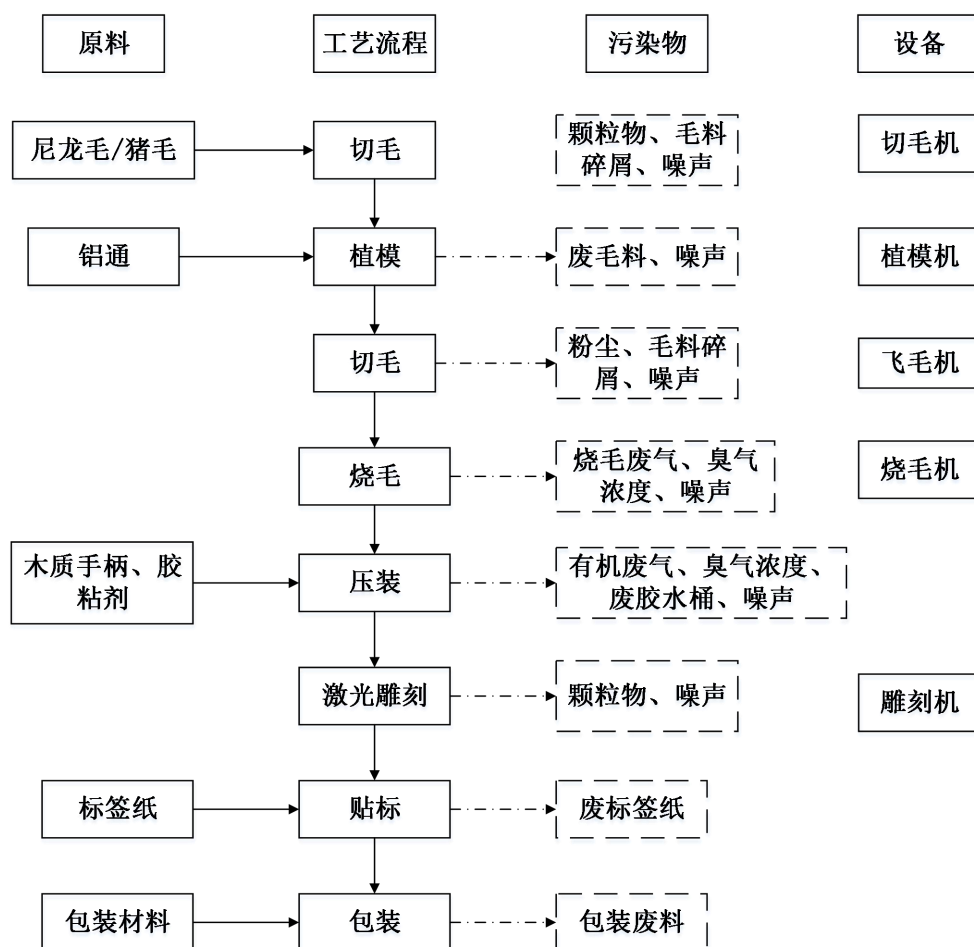 原料
工艺流程
污染物
设备
尼龙毛/猪毛
切毛
颗粒物、毛料
碎屑、噪声
切毛机
铝通
植模
废毛料、噪声
植模机
切毛
粉尘、毛料碎
屑、噪声
飞毛机
烧毛
烧毛废气、臭气
浓度、噪声
烧毛机
木质手柄、胶
粘剂
压装
有机废气、臭气浓度、
废胶水桶、噪声
激光雕刻
颗粒物、噪声
雕刻机
标签纸
贴标
废标签纸
包装材料
包装
包装废料